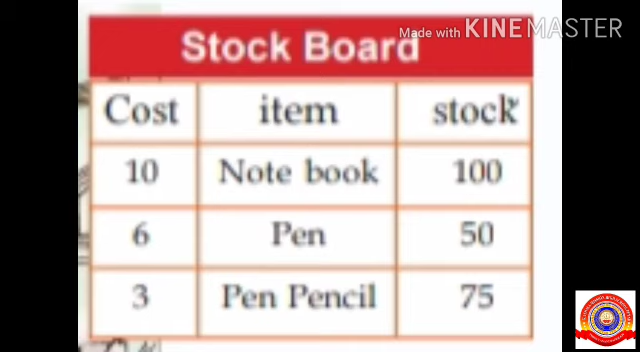 Made with KINEMASTER
Stock Board
Cost item stock
10 Note book 100
6 Pen 50
3 Pen Pencil 75